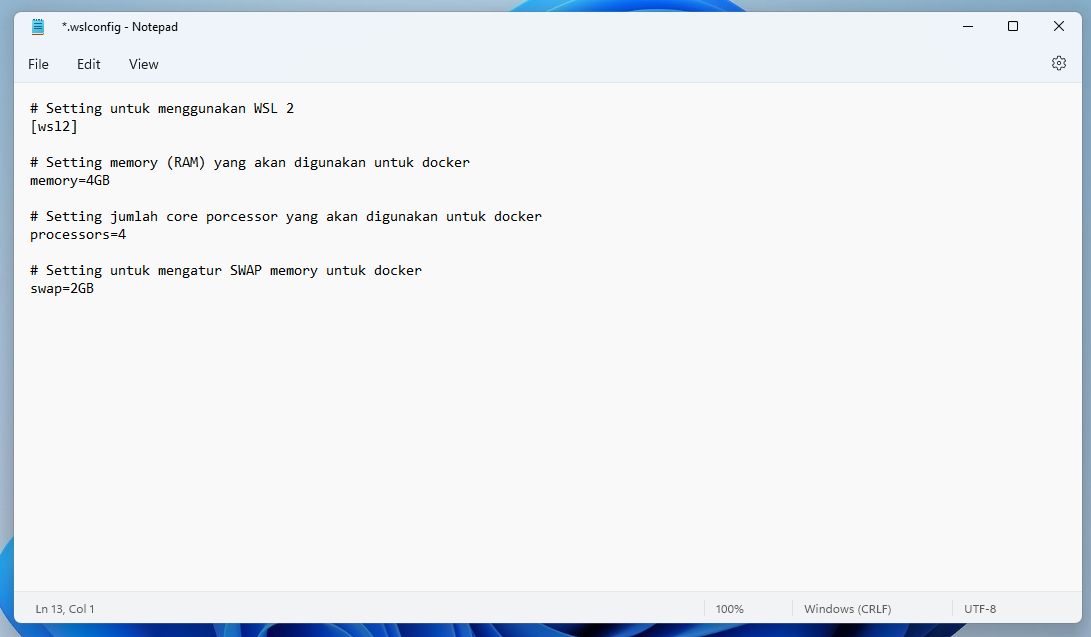 *.wslconfig - Notepad
File Edit View
# Setting untuk menggunakan WSL 2
[wsl2]
# Setting memory (RAM) yang akan digunakan untuk docker
memory=4GB
# Setting jumlah core porcessor yang akan digunakan untuk docker
processors=4
# Setting untuk mengatur SWAP memory untuk docker
swap=2GB
Ln 13, Col 1 100% Windows (CRLF) UTF-8